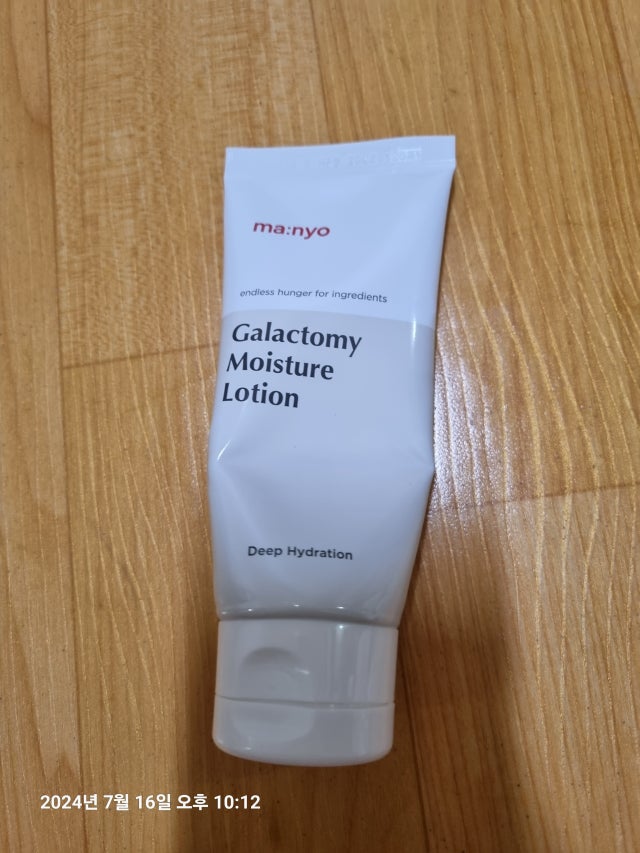 ma:nyo
endless hunger for ingredients
Galactomy
Moisture
Lotion
Deep Hydration
2024년 7월 16일 오후 10:12